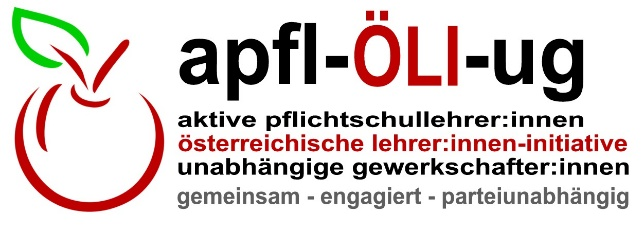 apfl-ÖLI-ug
aktive pflichtschullehrer:innen
österreichische lehrer:innen-initiative
unabhängige gewerkschafter:innen
gemeinsam - engagiert - parteiunabhängig